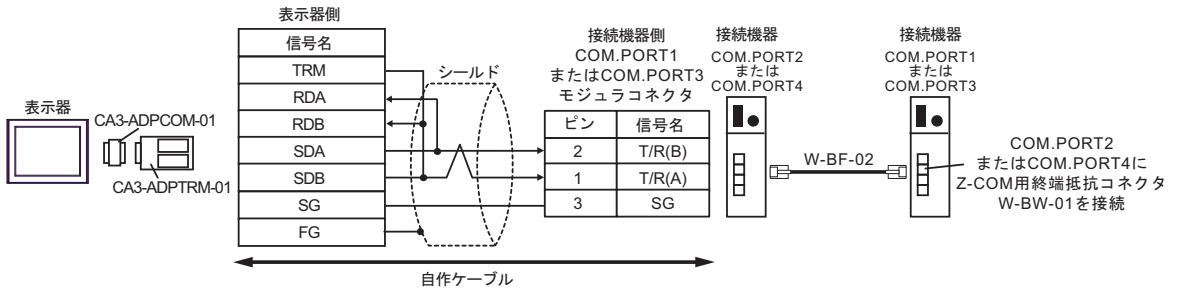 表示器
CA3-ADPCOM-01
CA3-ADPTRM-01
表示器側
信号名
TRM
RDA
RDB
SDA
SDB
SG
FG
シールド
自作ケーブル
接続機器側
COM.PORT1
またはCOM.PORT3
モジュラコネクタ
ピン 信号名
2 T/R(B)
1 T/R(A)
3 SG
接続機器
COM.PORT2
または
COM.PORT4
W-BF-02
接続機器
COM.PORT1
または
COM.PORT3
COM.PORT2
またはCOM.PORT4に
Z-COM用終端抵抗コネクタ
W-BW-01を接続